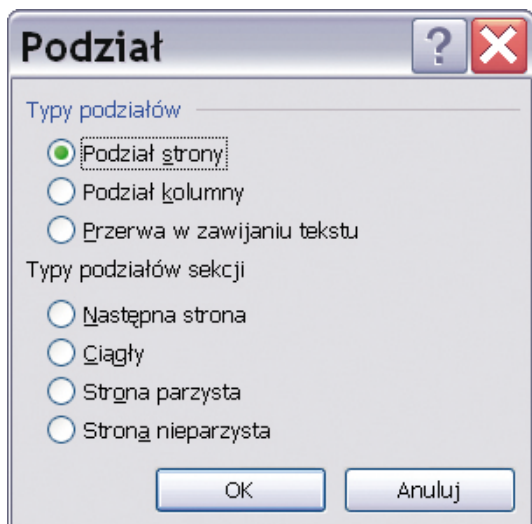 Podział
?
Typy podziałów
Podział strony
Podział kolumny
Przerwa w zawijaniu tekstu
Typy podziałów sekcji
Następna strona
Ciągły
Strona parzysta
Strona nieparzysta
OK
Anuluj